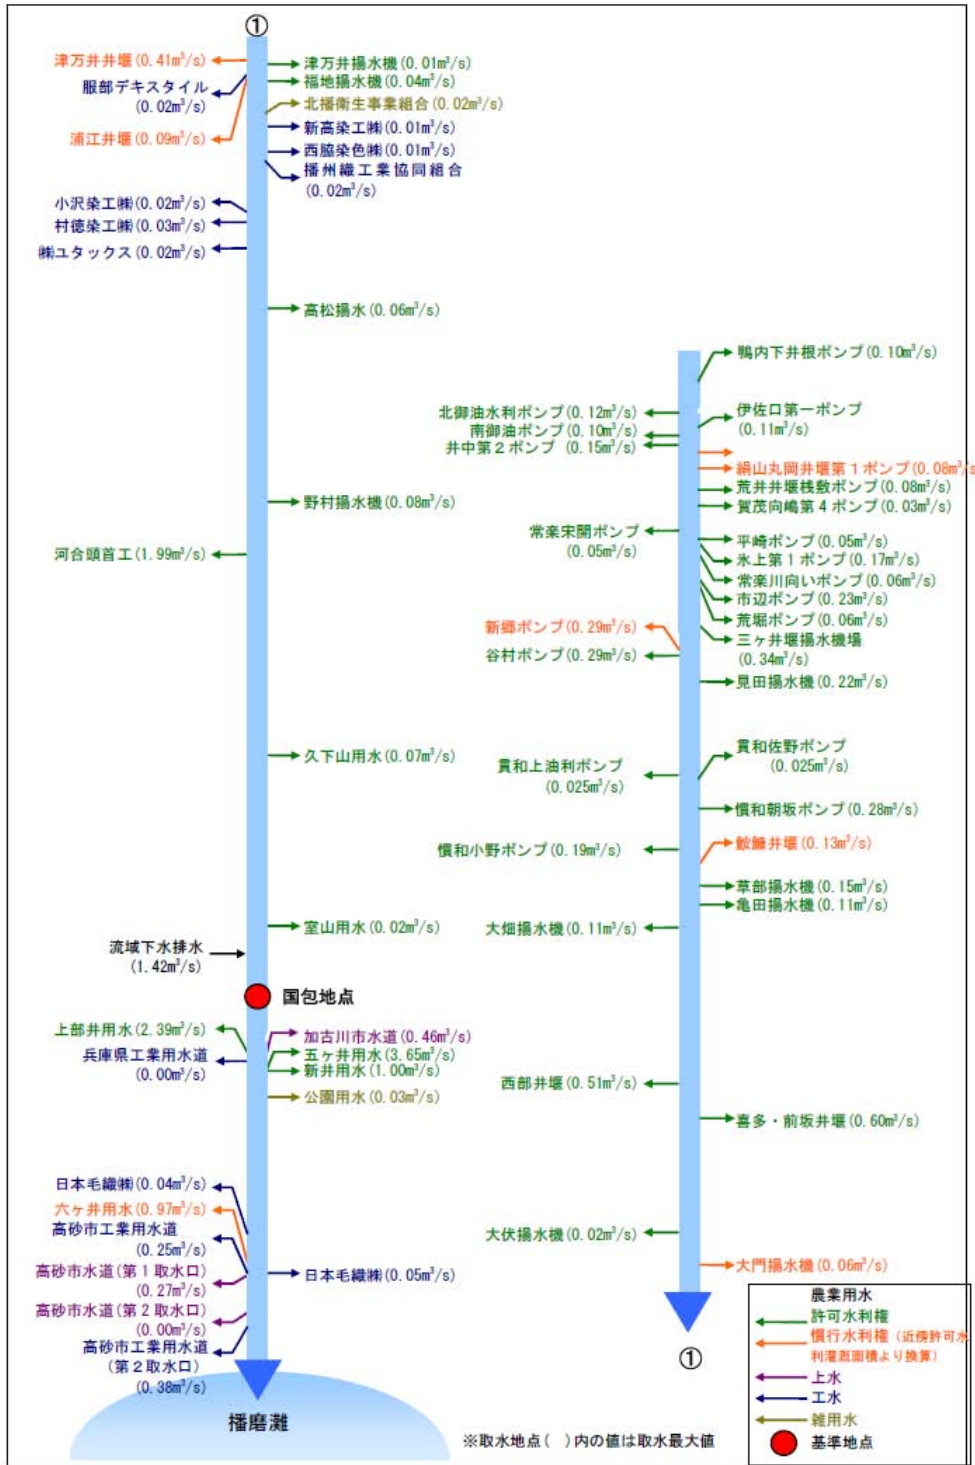 ①
津万井井堰(0.41m³/s)
服部デキスタイル
(0.02m³/s)
浦江井堰(0.09m³/s)
小沢染工㈱(0.02m³/s)
村徳染工㈱(0.03m³/s)
㈱ユタックス(0.02m³/s)
河合頭首工(1.99m³/s)
流域下水排水
(1.42m³/s)
上部井用水(2.39m³/s)
兵庫県工業用水道
(0.00m³/s)
日本毛織㈱(0.04m³/s)
六ヶ井用水(0.97m³/s)
高砂市工業用水道
(0.25m³/s)
高砂市水道(第1取水口)
(0.27m³/s)
高砂市水道(第2取水口)
(0.00m³/s)
高砂市工業用水道
(第2取水口)
(0.38m³/s)
津万井揚水機(0.01m³/s)
福地揚水機(0.04m³/s)
北播衛生事業組合(0.02m³/s)
新高染工㈱(0.01m³/s)
西脇染色㈱(0.01m³/s)
播州織工業協同組合
(0.02m³/s)
高松揚水(0.06m³/s)
野村揚水機(0.08m³/s)
久下山用水(0.07m³/s)
室山用水(0.02m³/s)
国包地点
加古川市水道(0.46m³/s)
五ヶ井用水(3.65m³/s)
新井用水(1.00m³/s)
公園用水(0.03m³/s)
日本毛織㈱(0.05m³/s)
播磨灘
北御油水利ポンプ(0.12m³/s)
南御油ポンプ(0.10m³/s)
井中第2ポンプ (0.15m³/s)
常楽宋開ポンプ
(0.05m³/s)
新郷ポンプ(0.29m³/s)
谷村ポンプ(0.29m³/s)
貫和上油利ポンプ
(0.025m³/s)
慣和小野ポンプ(0.19m³/s)
大畑揚水機(0.11m³/s)
西部井堰(0.51m³/s)
大伏揚水機(0.02m³/s)
鴨内下井根ポンプ(0.10m³/s)
伊佐口第一ポンプ
(0.11m³/s)
絹山丸岡井堰第1ポンプ(0.08m³/s
荒井井堰桟敷ポンプ(0.08m³/s)
賀茂向嶋第4ポンプ(0.03m³/s)
平崎ポンプ(0.05m³/s)
氷上第1ポンプ(0.17m³/s)
常楽川向いポンプ(0.06m³/s)
市辺ポンプ(0.23m³/s)
荒堀ポンプ(0.06m³/s)
三ヶ井堰揚水機場
(0.34m³/s)
見田揚水機(0.22m³/s)
貫和佐野ポンプ
(0.025m³/s)
慣和朝坂ポンプ(0.28m³/s)
井堰(0.13m³/s)
草部揚水機(0.15m³/s)
亀田揚水機(0.11m³/s)
喜多・前坂井堰(0.60m³/s)
大門揚水機(0.06m³/s)
①
農業用水
許可水利権
慣行水利権(近傍許可水
利灌漑面積より換算)
上水
工水
雑用水
基準地点
※取水地点( )内の値は取水最大値